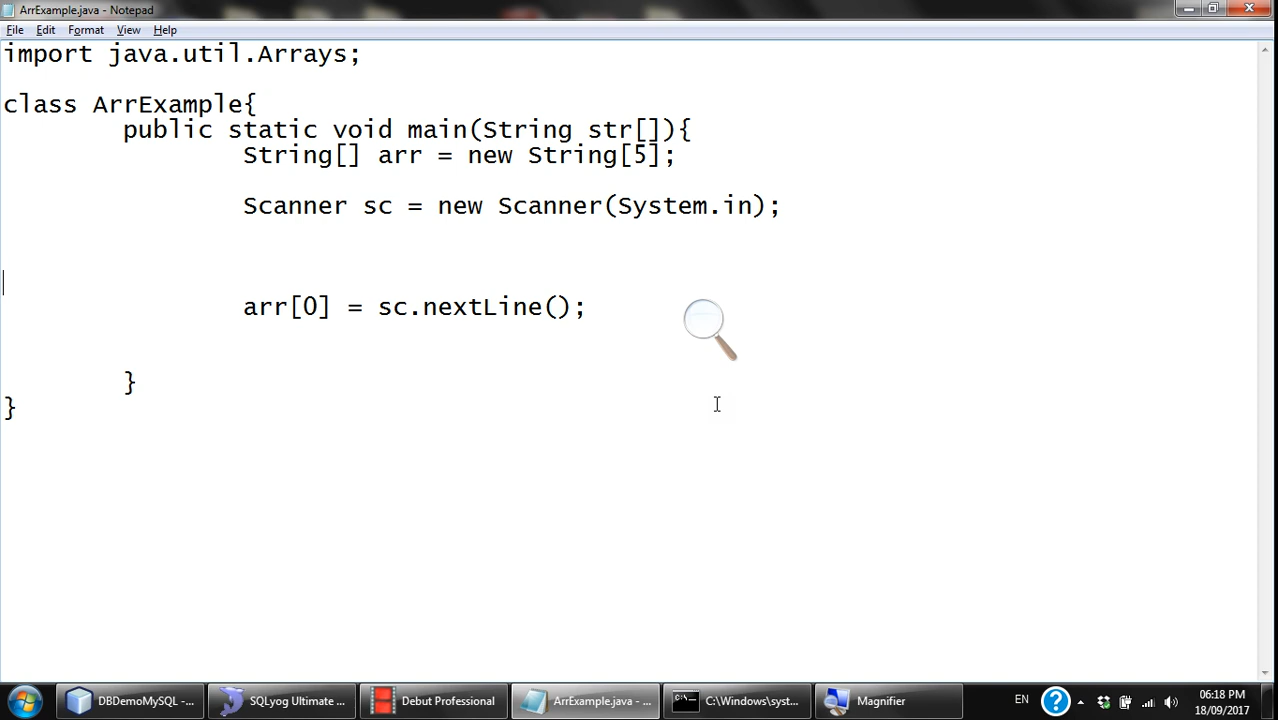 ArrExample.java - Notepad
File Edit Format View Help
import java.util.Arrays;
class ArrExample{
public static void main(String str[]){
String[] arr = new String[5];
Scanner sc = new Scanner(System.in);
arr[0] = sc.nextLine();
}
}
DBDemoMySQL -... SQLyog Ultimate ... Debut Professional ArrExample.java - ... C:\Windows\syst... Magnifier EN 06:18 PM
18/09/2017